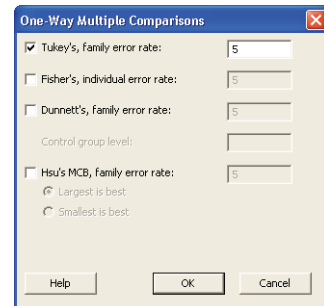 One-Way Multiple Comparisons
Tukey's, family error rate: 5
Fisher's, individual error rate: 5
Dunnett's, family error rate: 5
Control group level:
Hsu's MCB, family error rate: 5
Largest is best
Smallest is best
Help OK Cancel